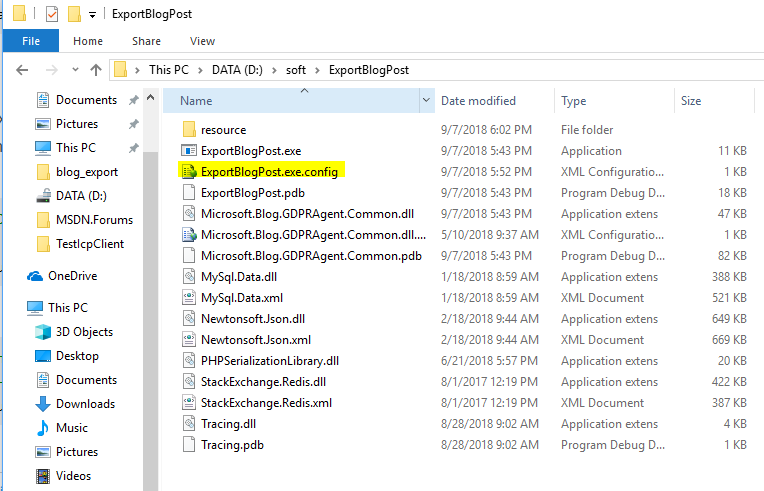 ExportBlogPost
File Home Share View
This PC DATA (D:) soft ExportBlogPost
Documents
Pictures
This PC
blog_export
DATA (D:)
MSDN.Forums
TestIcpClient
OneDrive
This PC
3D Objects
Desktop
Documents
Downloads
Music
Pictures
Videos
Name Date modified Type Size
resource 9/7/2018 6:02 PM File folder
ExportBlogPost.exe 9/7/2018 5:43 PM Application 11 KB
ExportBlogPost.exe.config 9/7/2018 5:52 PM XML Configuratio... 1 KB
ExportBlogPost.pdb 9/7/2018 5:43 PM Program Debug D... 18 KB
Microsoft.Blog.GDPRAgent.Common.dll 9/7/2018 5:43 PM Application extens 47 KB
Microsoft.Blog.GDPRAgent.Common.dll.... 5/10/2018 9:37 AM XML Configuratio... 1 KB
Microsoft.Blog.GDPRAgent.Common.pdb 9/7/2018 5:43 PM Program Debug D... 82 KB
MySql.Data.dll 1/18/2018 8:59 AM Application extens 388 KB
MySql.Data.xml 1/18/2018 8:59 AM XML Document 521 KB
Newtonsoft.Json.dll 2/18/2018 9:44 AM Application extens 649 KB
Newtonsoft.Json.xml 2/18/2018 9:44 AM XML Document 669 KB
PHPSerializationLibrary.dll 6/21/2018 5:57 PM Application extens 20 KB
StackExchange.Redis.dll 8/1/2017 12:19 PM Application extens 422 KB
StackExchange.Redis.xml 8/1/2017 12:19 PM XML Document 387 KB
Tracing.dll 8/28/2018 9:02 AM Application extens 4 KB
Tracing.pdb 8/28/2018 9:02 AM Program Debug D... 14 KB